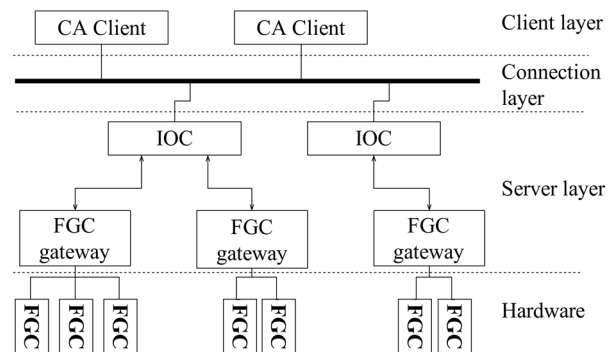 CA Client
CA Client
Client layer
Connection
layer
IOC
IOC
Server layer
FGC
gateway
FGC
gateway
FGC
gateway
FGC
FGC
FGC
FGC
FGC
FGC
FGC
Hardware